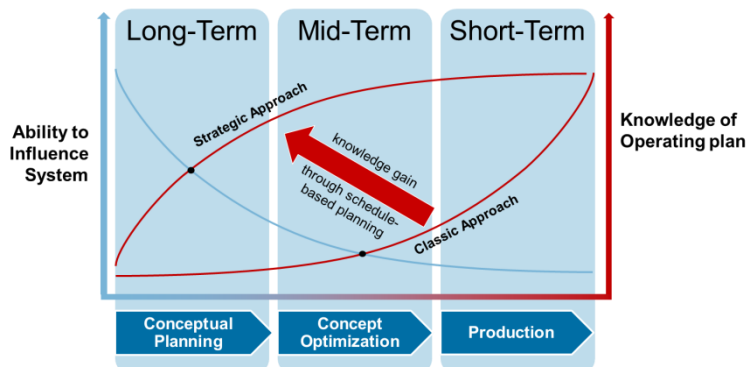 Long-Term
Mid-Term
Short-Term
Ability to
Influence
System
Strategic Approach
knowledge gain
through schedule-
based planning
Classic Approach
Knowledge of
Operating plan
Conceptual
Planning
Concept
Optimization
Production